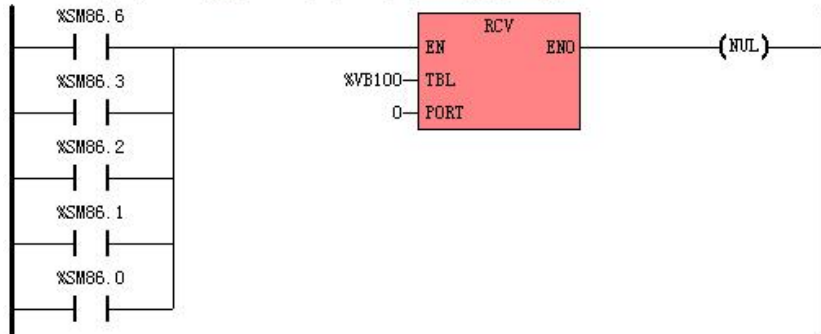 %SM86.6
RCV
EN ENO
(NUL)
%SM86.3
%VB100 TBL
0 PORT
%SM86.2
%SM86.1
%SM86.0